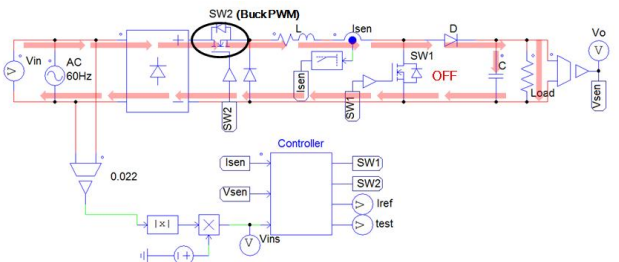 SW2 (BuckPWM)
Vin
AC
60Hz
L
Isen
D
Vo
SW1
OFF
C
Load
Isen
SW1
SW2
Vsen
V
V
0.022
Controller
Isen
Vsen
SW1
SW2
V
Iref
V
test
|x|
V
Vins